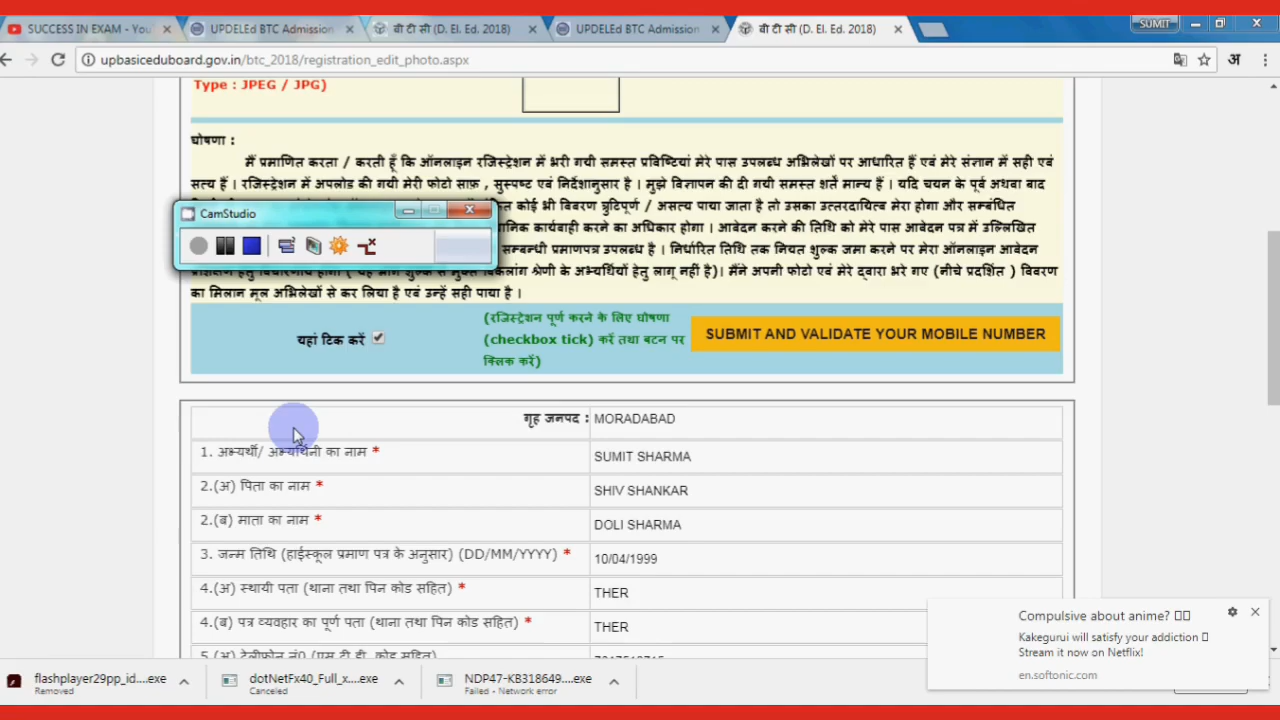 SUCCESS IN EXAM - You
UPDELEd BTC Admission
बी टी सी (D. El. Ed. 2018)
UPDELEd BTC Admission
बी टी सी (D. El. Ed. 2018)
SUMIT
upbasiceduboard.gov.in/btc_2018/registration_edit_photo.aspx
अ
Type : JPEG / JPG)
घोषणा :
मैं प्रमाणित करता / करती हूँ कि ऑनलाइन रजिस्ट्रेशन में भरी गयी समस्त प्रविष्टियां मेरे पास उपलब्ध अभिलेखों पर आधारित हैं एवं मेरे संज्ञान में सही एवं
सत्य हैं । रजिस्ट्रेशन में अपलोड की गयी मेरी फोटो साफ़ , सुस्पष्ट एवं निर्देशानुसार है । मुझे विज्ञापन की दी गयी समस्त शर्तें मान्य हैं । यदि चयन के पूर्व अथवा बाद
कोई भी विवरण त्रुटिपूर्ण / असत्य पाया जाता है तो उसका उत्तरदायित्व मेरा होगा और सम्बंधित
CamStudio
कार्यवाही करने का अधिकार होगा । आवेदन करने की तिथि को मेरे पास में उल्लिखित
सम्बन्धी प्रमाणपत्र उपलब्ध है । निर्धारित तिथि तक नियत शुल्क जमा करने पर मेरा ऑनलाइन आवेदन
श्रेणी के अभ्यर्थियों हेतु लागू नहीं है)। मैंने अपनी फोटो एवं मेरे द्वारा भरे गए (नीचे प्रदर्शित ) विवरण
का मिलान मूल अभिलेखों से कर लिया है एवं उन्हें सही पाया है ।
यहां टिक करें
(रजिस्ट्रेशन पूर्ण करने के लिए घोषणा
(checkbox tick) करें तथा बटन पर
क्लिक करें)
SUBMIT AND VALIDATE YOUR MOBILE NUMBER
गृह जनपद : MORADABAD
1. अभ्यर्थी/ अभ्यर्थिनी का नाम * SUMIT SHARMA
2.(अ) पिता का नाम * SHIV SHANKAR
2.(ब) माता का नाम * DOLI SHARMA
3. जन्म तिथि (हाईस्कूल प्रमाण पत्र के अनुसार) (DD/MM/YYYY) * 10/04/1999
4.(अ) स्थायी पता (थाना तथा पिन कोड सहित) * THER
4.(ब) पत्र व्यवहार का पूर्ण पता (थाना तथा पिन कोड सहित) * THER
5.(अ) टेलीफोन नं0 (एस.टी.डी. कोड सहित)
Compulsive about anime?
Kakegurui will satisfy your addiction
Stream it now on Netflix!
en.softonic.com
flashplayer29pp_id....exe
Removed
dotNetFx40_Full_x....exe
Canceled
NDP47-KB318649....exe
Failed - Network error